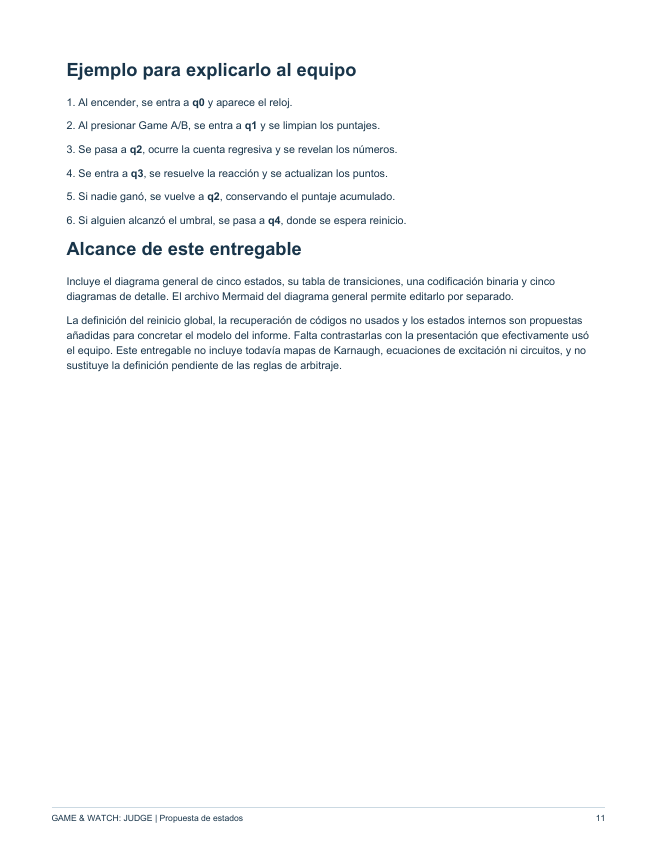 Ejemplo para explicarlo al equipo
1. Al encender, se entra a q0 y aparece el reloj.
2. Al presionar Game A/B, se entra a q1 y se limpian los puntajes.
3. Se pasa a q2, ocurre la cuenta regresiva y se revelan los números.
4. Se entra a q3, se resuelve la reacción y se actualizan los puntos.
5. Si nadie ganó, se vuelve a q2, conservando el puntaje acumulado.
6. Si alguien alcanzó el umbral, se pasa a q4, donde se espera reinicio.
Alcance de este entregable
Incluye el diagrama general de cinco estados, su tabla de transiciones, una codificación binaria y cinco
diagramas de detalle. El archivo Mermaid del diagrama general permite editarlo por separado.
La definición del reinicio global, la recuperación de códigos no usados y los estados internos son propuestas
añadidas para concretar el modelo del informe. Falta contrastarlas con la presentación que efectivamente usó
el equipo. Este entregable no incluye todavía mapas de Karnaugh, ecuaciones de excitación ni circuitos, y no
sustituye la definición pendiente de las reglas de arbitraje.
GAME & WATCH: JUDGE | Propuesta de estados
11